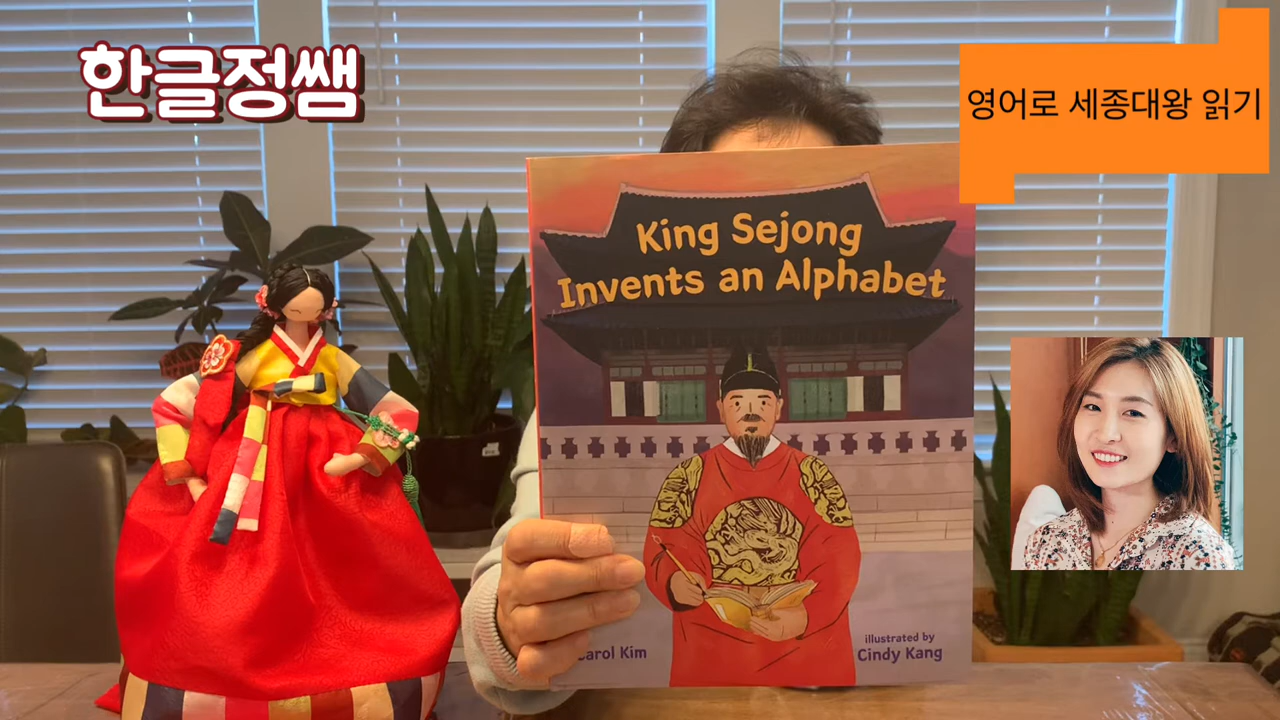 한글정쌤
영어로 세종대왕 읽기
King Sejong
Invents an Alphabet
Carol Kim
illustrated by
Cindy Kang